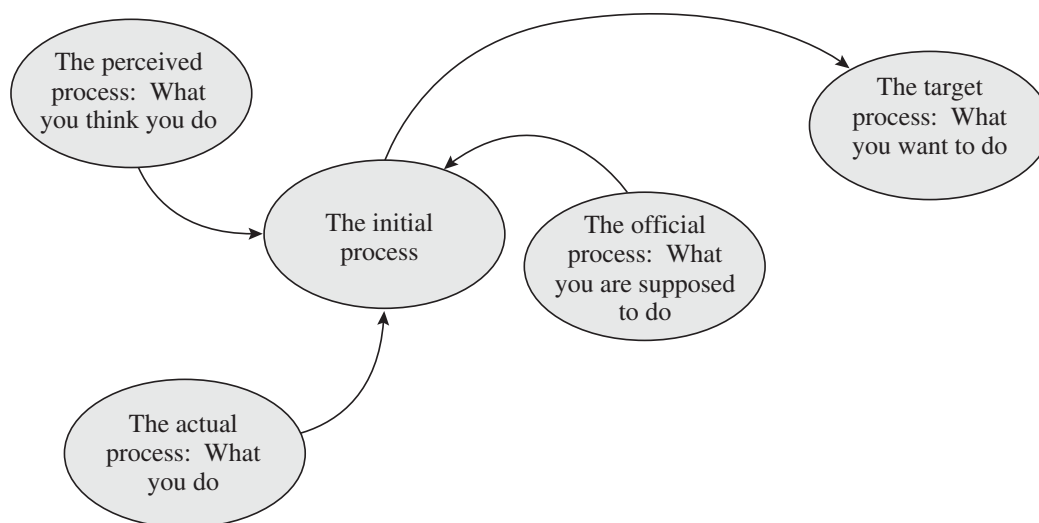 The perceived
process: What
you think you do
The target
process: What
you want to do
The initial
process
The official
process: What
you are supposed
to do
The actual
process: What
you do